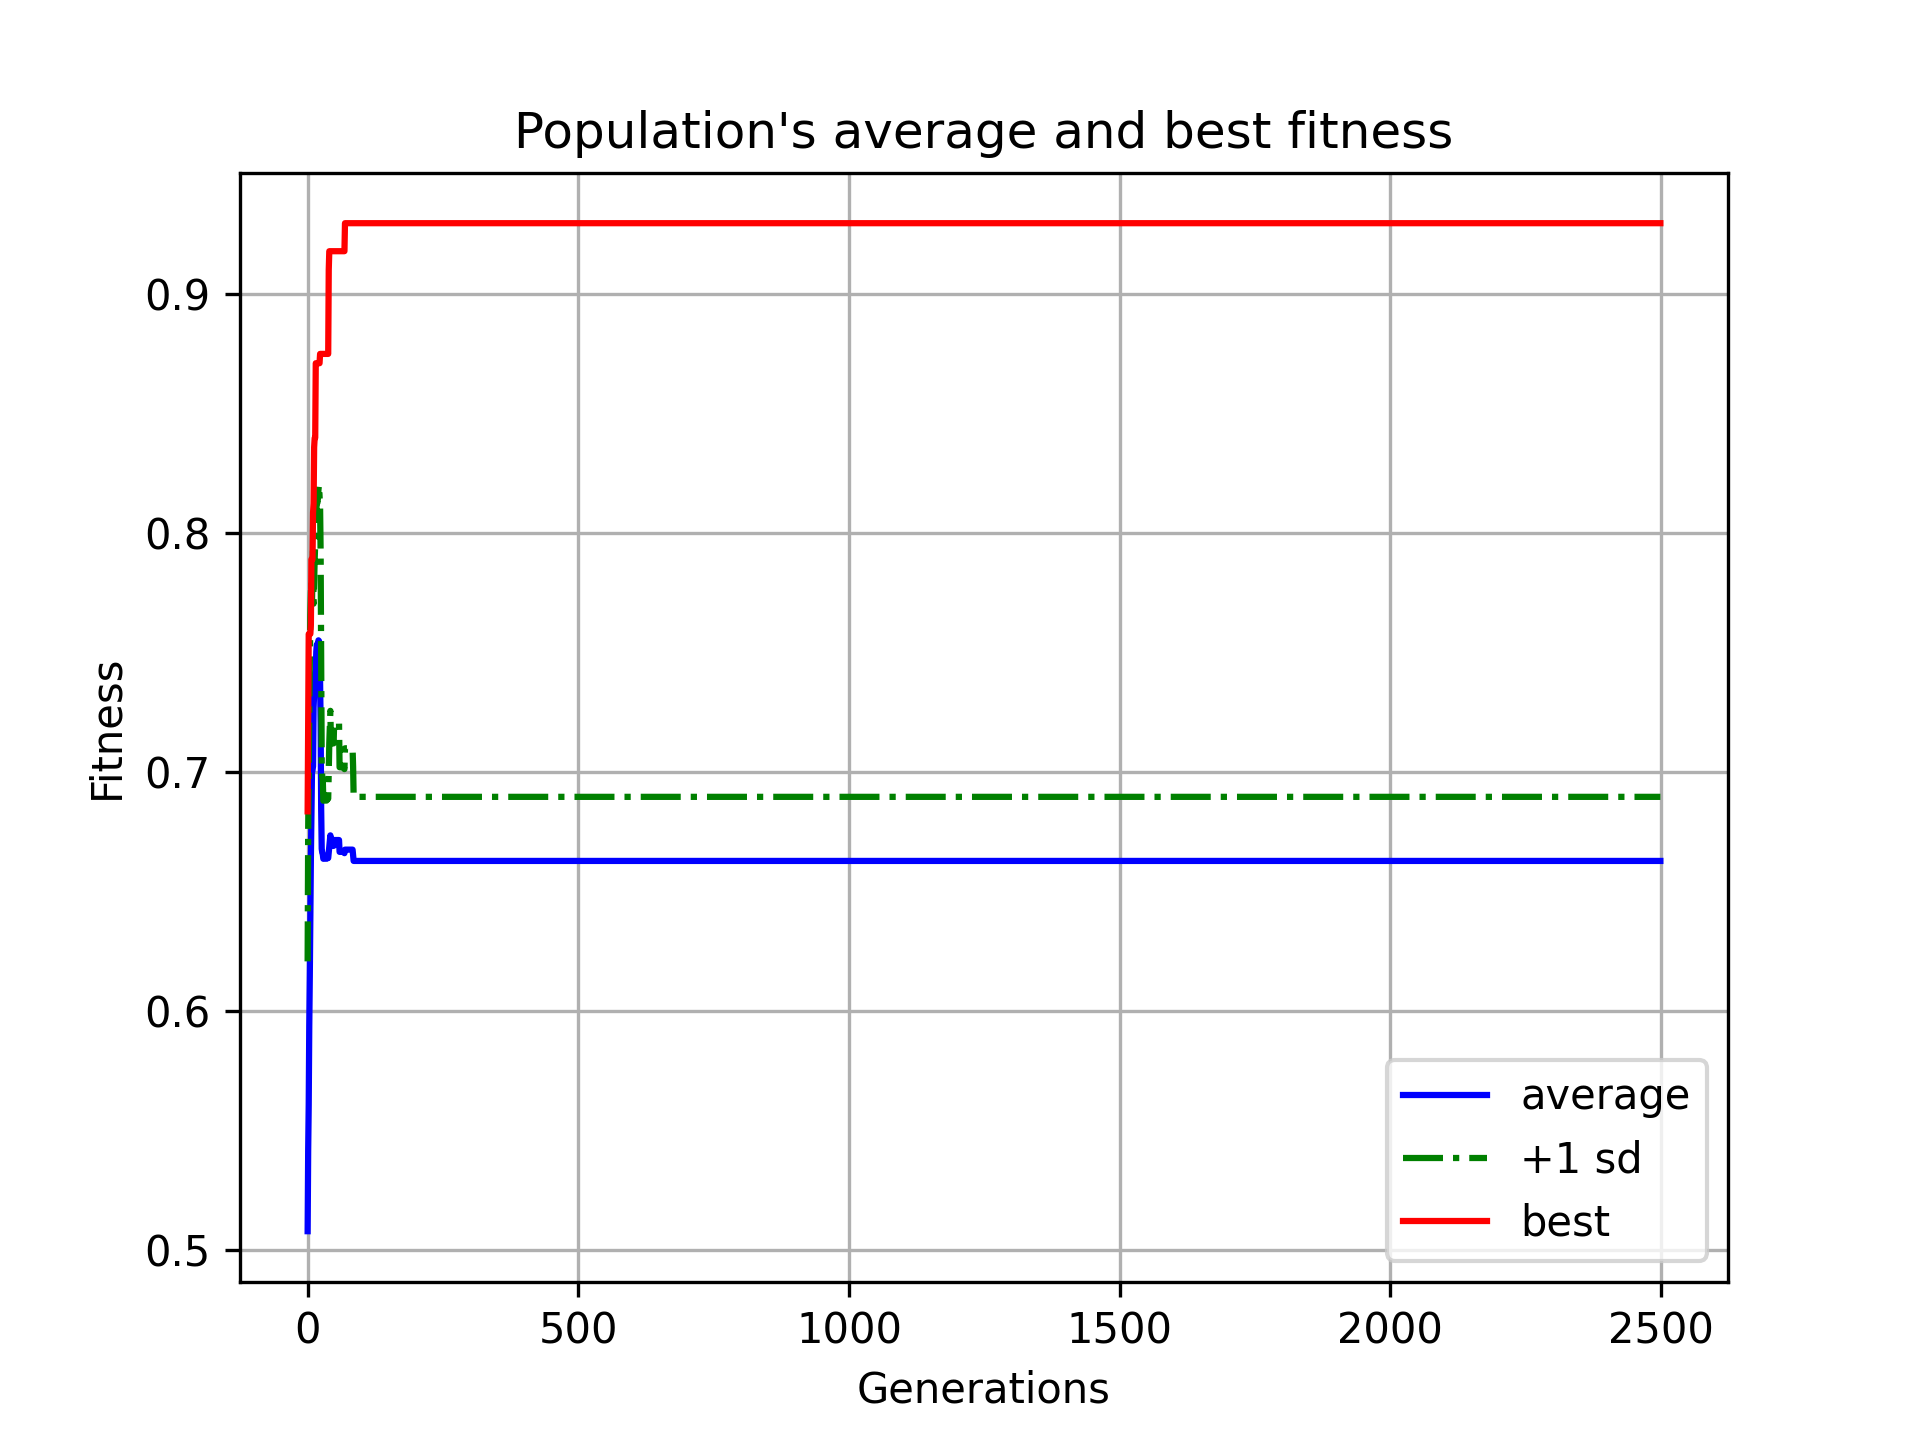 Population's average and best fitness
Fitness
0.9
0.8
0.7
0.6
0.5
0 500 1000 1500 2000 2500
Generations
average
+1 sd
best